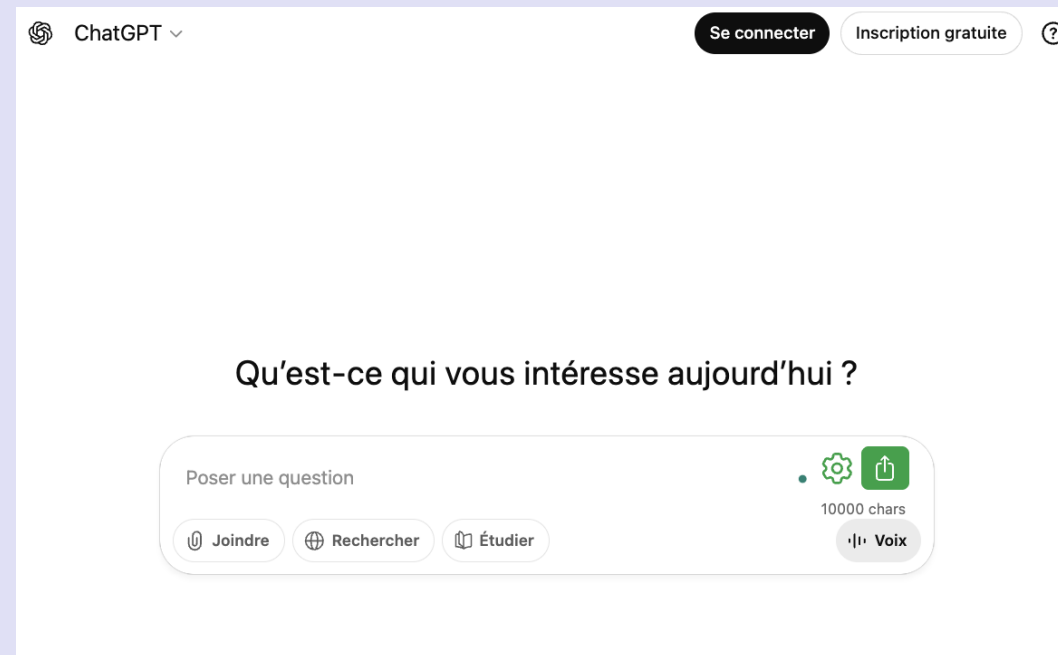 ChatGPT
Se connecter
Inscription gratuite
?
Qu’est-ce qui vous intéresse aujourd’hui ?
Poser une question
10000 chars
Joindre
Rechercher
Étudier
Voix